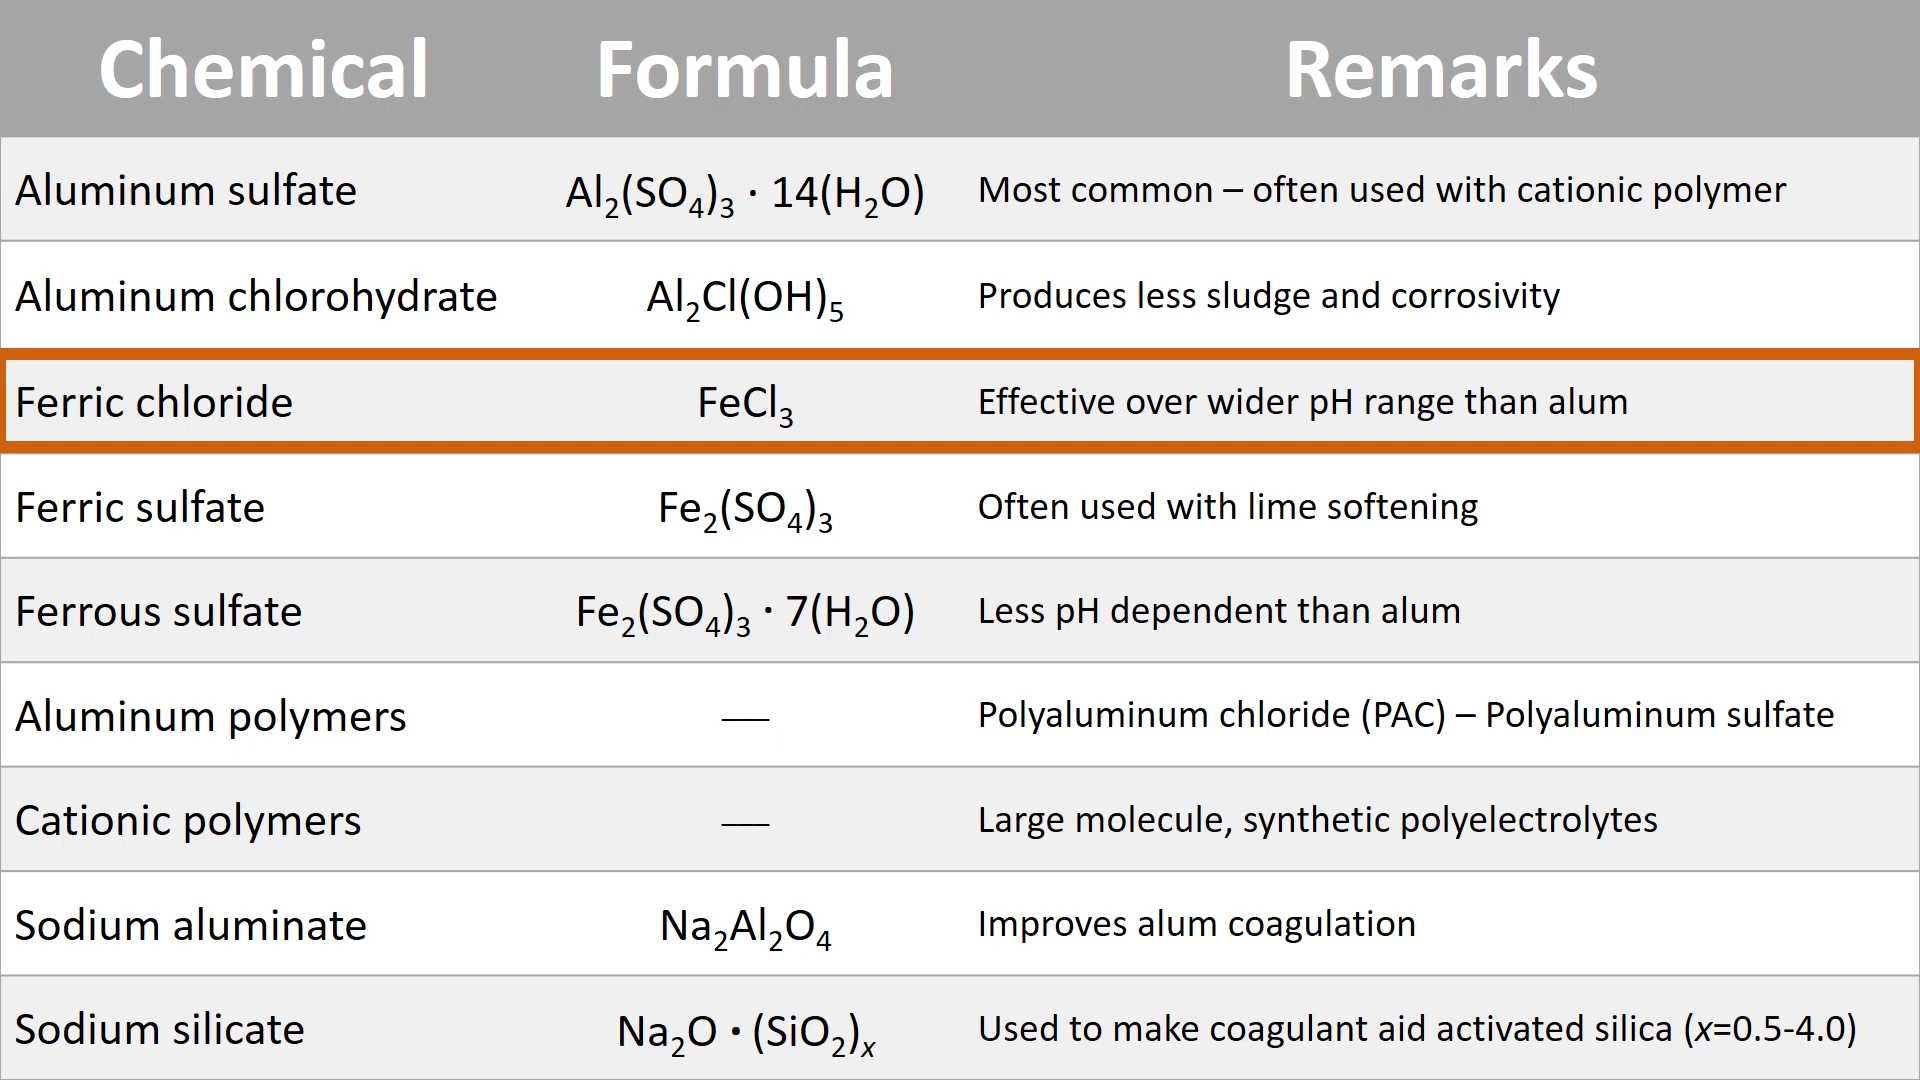 Chemical Formula Remarks
Aluminum sulfate Al₂(SO₄)₃ · 14(H₂O) Most common – often used with cationic polymer
Aluminum chlorohydrate Al₂Cl(OH)₅ Produces less sludge and corrosivity
Ferric chloride FeCl₃ Effective over wider pH range than alum
Ferric sulfate Fe₂(SO₄)₃ Often used with lime softening
Ferrous sulfate Fe₂(SO₄)₃ · 7(H₂O) Less pH dependent than alum
Aluminum polymers — Polyaluminum chloride (PAC) – Polyaluminum sulfate
Cationic polymers — Large molecule, synthetic polyelectrolytes
Sodium aluminate Na₂Al₂O₄ Improves alum coagulation
Sodium silicate Na₂O · (SiO₂)ₓ Used to make coagulant aid activated silica (x=0.5-4.0)